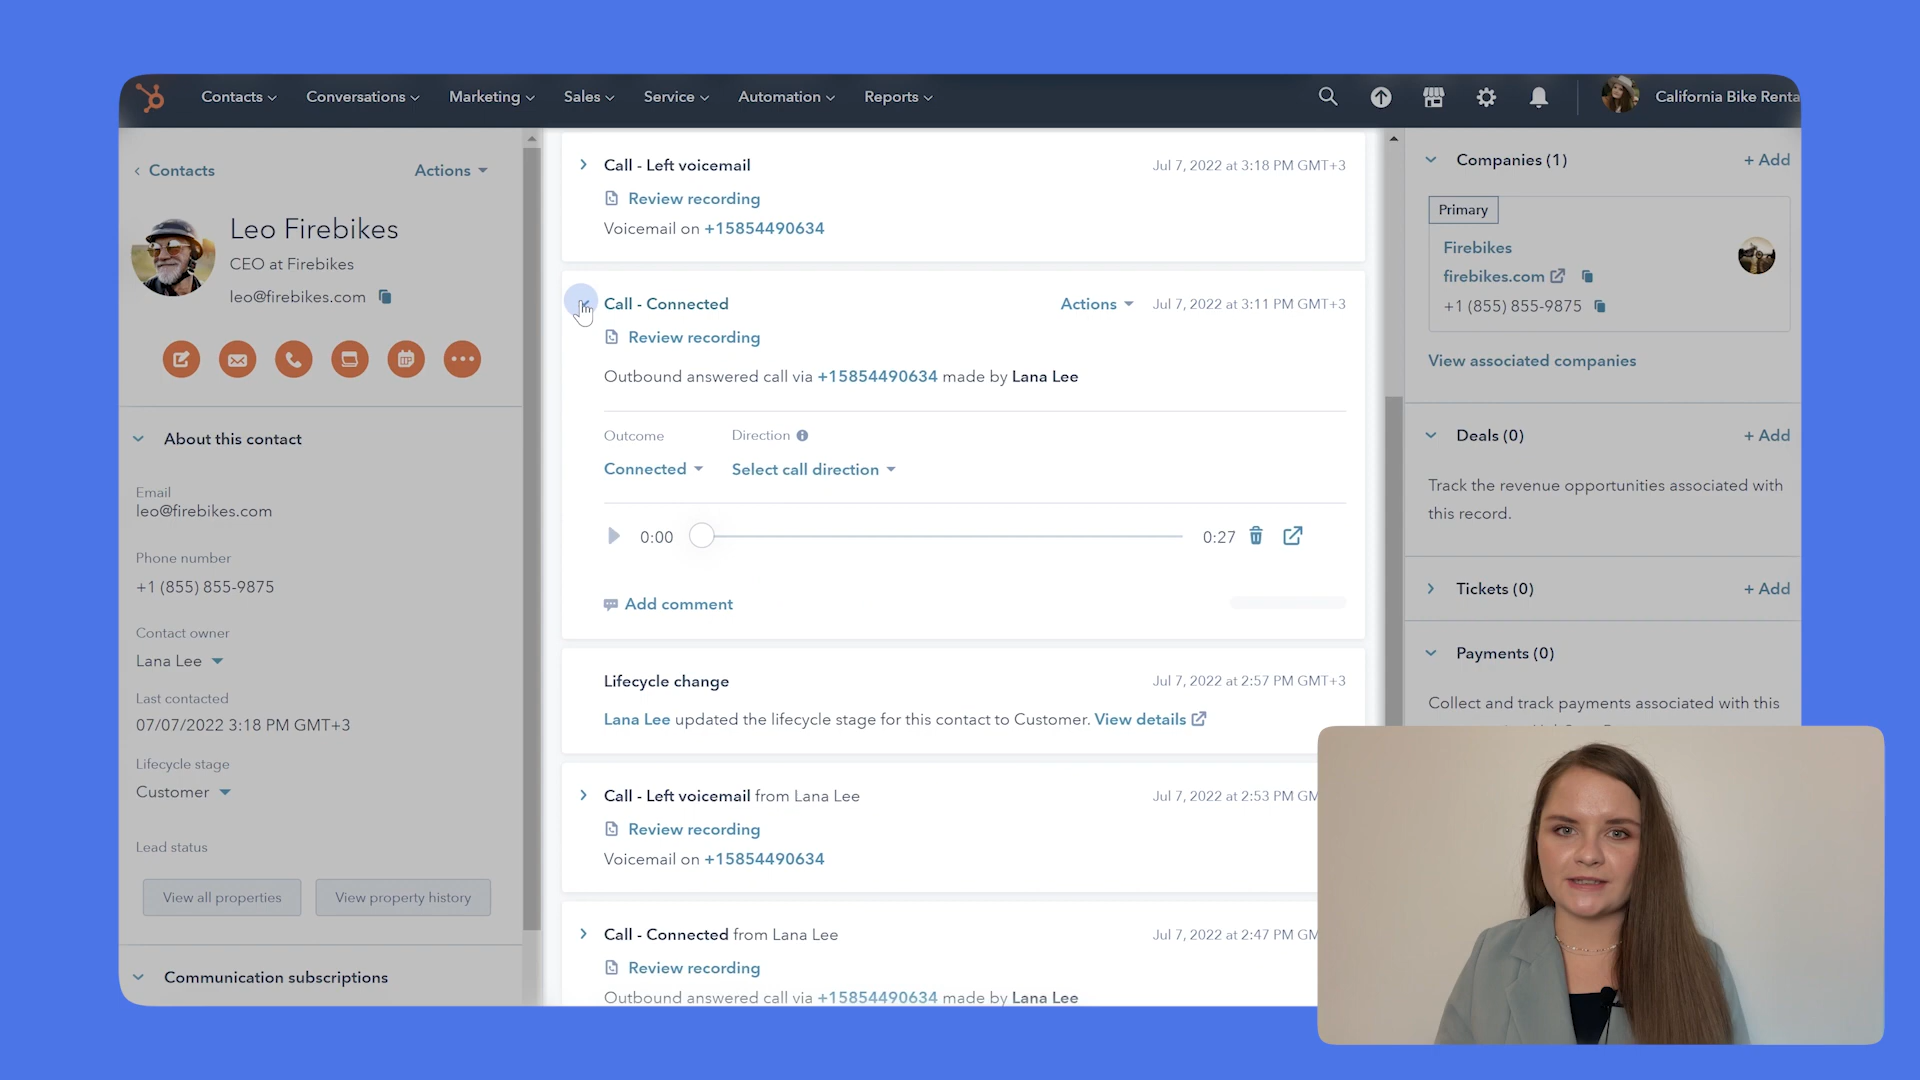 Contacts Conversations Marketing Sales Service Automation Reports California Bike Renta
Contacts Actions
Leo Firebikes
CEO at Firebikes
leo@firebikes.com
About this contact
Email
leo@firebikes.com
Phone number
+1 (855) 855-9875
Contact owner
Lana Lee
Last contacted
07/07/2022 3:18 PM GMT+3
Lifecycle stage
Customer
Lead status
View all properties View property history
Communication subscriptions
Call - Left voicemail Jul 7, 2022 at 3:18 PM GMT+3
Review recording
Voicemail on +15854490634
Call - Connected Actions Jul 7, 2022 at 3:11 PM GMT+3
Review recording
Outbound answered call via +15854490634 made by Lana Lee
Outcome Direction
Connected Select call direction
0:00 0:27
Add comment
Lifecycle change Jul 7, 2022 at 2:57 PM GMT+3
Lana Lee updated the lifecycle stage for this contact to Customer. View details
Call - Left voicemail from Lana Lee Jul 7, 2022 at 2:53 PM GM
Review recording
Voicemail on +15854490634
Call - Connected from Lana Lee Jul 7, 2022 at 2:47 PM GM
Review recording
Outbound answered call via +15854490634 made by Lana Lee
Companies (1) + Add
Primary
Firebikes
firebikes.com
+1 (855) 855-9875
View associated companies
Deals (0) + Add
Track the revenue opportunities associated with
this record.
Tickets (0) + Add
Payments (0)
Collect and track payments associated with this